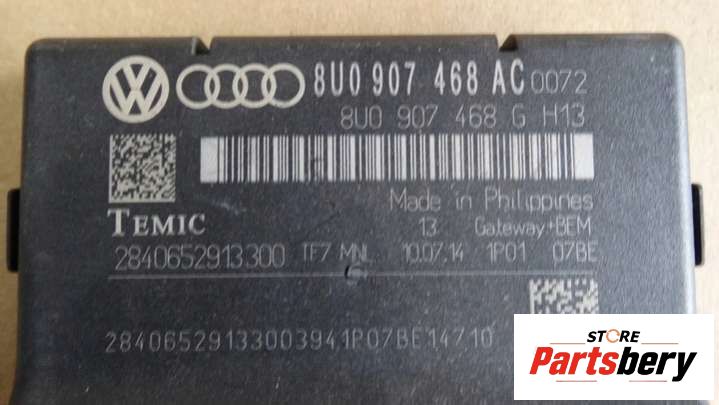 VW 8U0 907 468 AC 0072
8U0 907 468 G H13
Made in Philippines
TEMIC 13 Gateway+BEM
2840652913300 TF7 MNL 10.07.14 1P01 07BE
28406529133003941P07BE14710
STORE
Partsbery